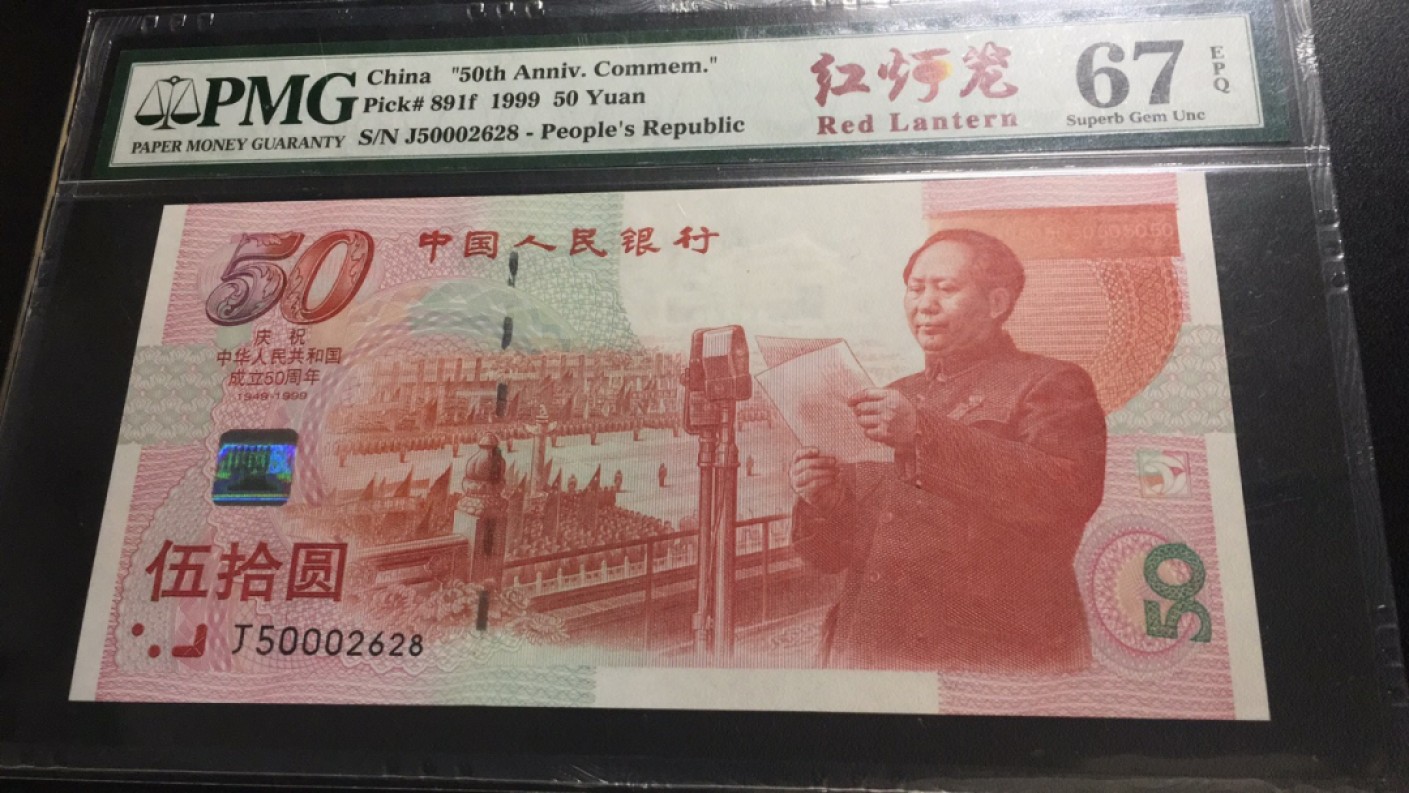 PMG
PAPER MONEY GUARANTY
China "50th Anniv. Commem."
Pick# 891f 1999 50 Yuan
S/N J50002628 - People's Republic
红灯笼
Red Lantern
67
EPQ
Superb Gem Unc
50
中国人民银行
庆祝
中华人民共和国
成立50周年
1949-1999
伍拾圆
J50002628
50